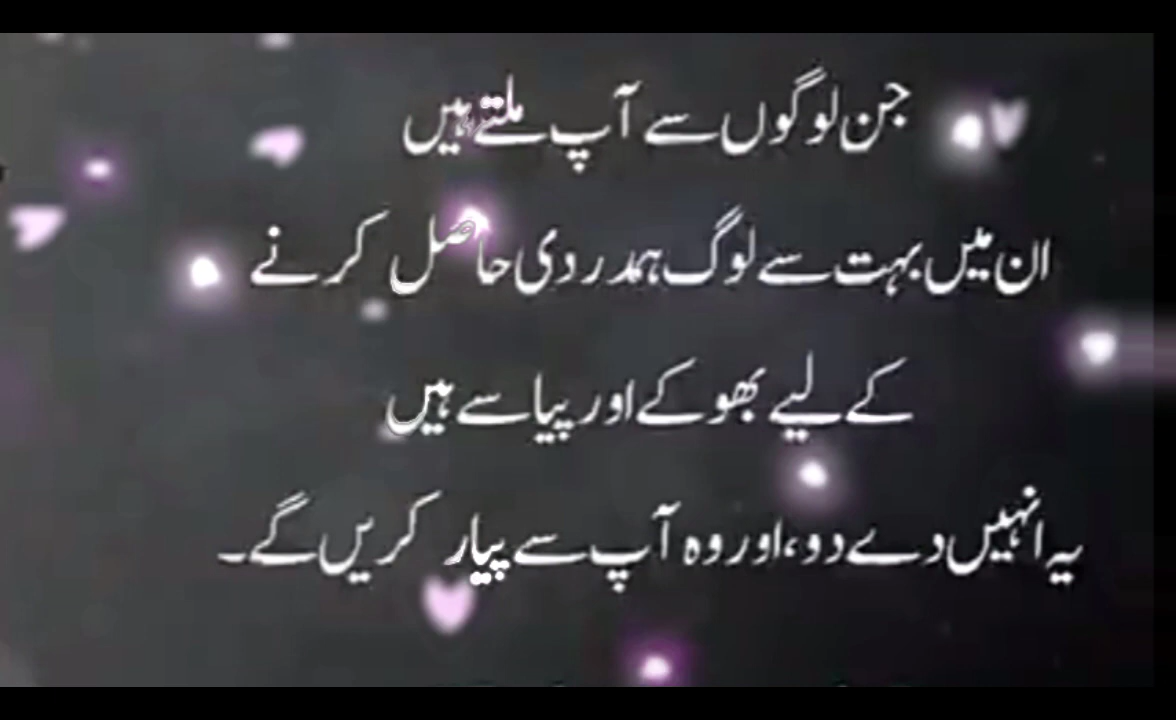 جن لوگوں سے آپ ملتے ہیں
ان میں بہت سے لوگ ہمدردی حاصل کرنے
کے لیے بھوکے اور پیاسے ہیں
یہ انہیں دے دو، اور وہ آپ سے پیار کریں گے۔